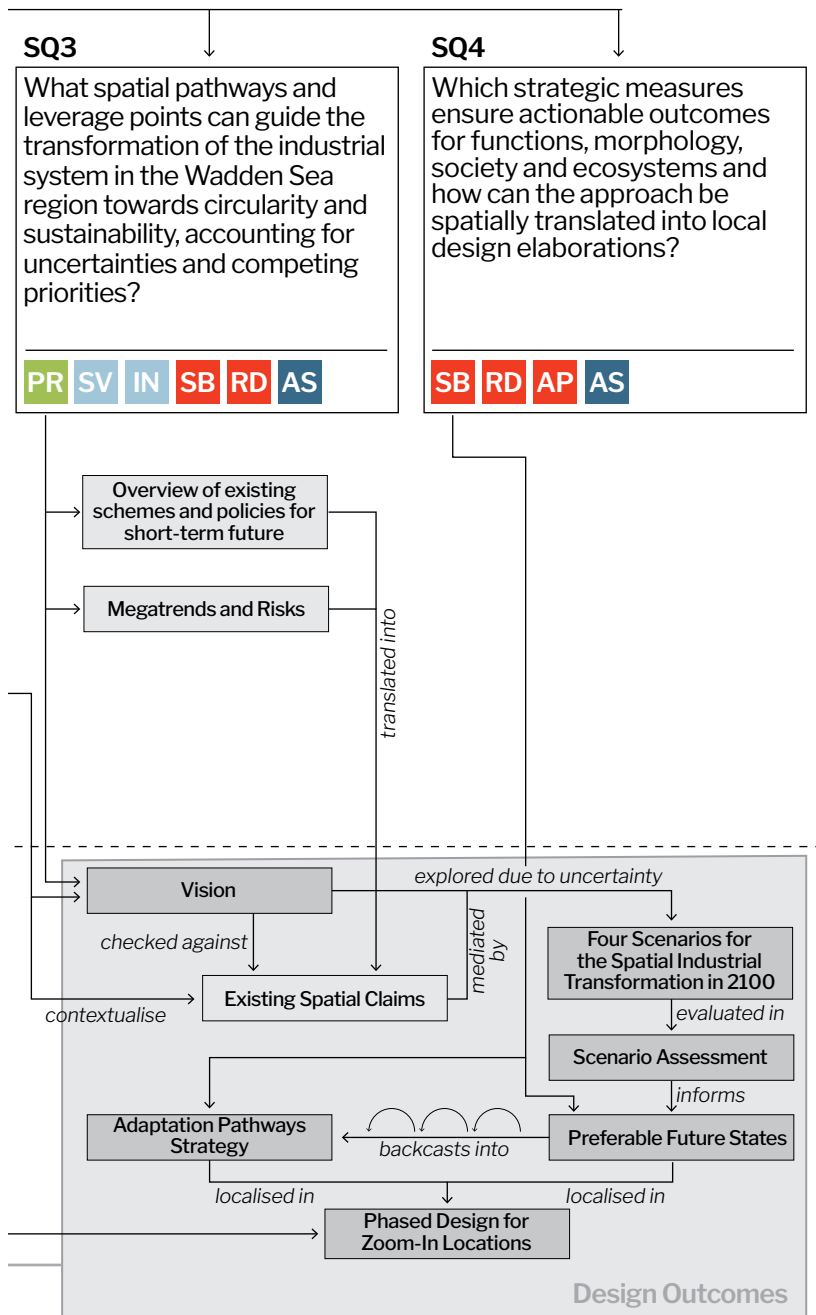 SQ3
What spatial pathways and
leverage points can guide the
transformation of the industrial
system in the Wadden Sea
region towards circularity and
sustainability, accounting for
uncertainties and competing
priorities?
PR SV IN SB RD AS
SQ4
Which strategic measures
ensure actionable outcomes
for functions, morphology,
society and ecosystems and
how can the approach be
spatially translated into local
design elaborations?
SB RD AP AS
Overview of existing
schemes and policies for
short-term future
Megatrends and Risks
translated into
Vision
explored due to uncertainty
checked against
mediated
by
Four Scenarios for
the Spatial Industrial
Transformation in 2100
Existing Spatial Claims
contextualise
evaluated in
Scenario Assessment
informs
Adaptation Pathways
Strategy
backcasts into
Preferable Future States
localised in
localised in
Phased Design for
Zoom-In Locations
Design Outcomes